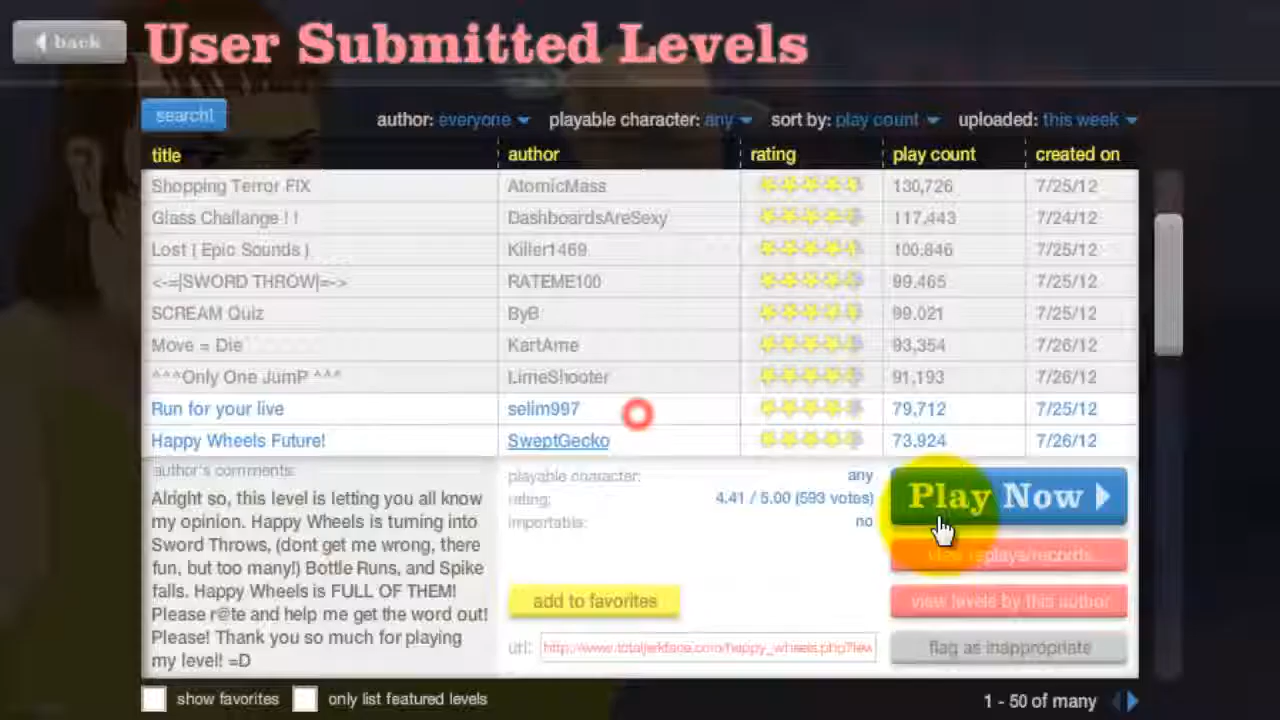 back
User Submitted Levels
search!
author: everyone playable character: any sort by: play count uploaded: this week
title author rating play count created on
Shopping Terror FIX AtomicMass 130,726 7/25/12
Glass Challange ! ! DashboardsAreSexy 117,443 7/24/12
Lost ( Epic Sounds ) Killer1469 100,846 7/25/12
<-=|SWORD THROW|=-> RATEME100 99,465 7/25/12
SCREAM Quiz ByB 99,021 7/25/12
Move = Die KartAme 93,354 7/26/12
^^^Only One JumP ^^^ LimeShooter 91,193 7/26/12
Run for your live selim997 79,712 7/25/12
Happy Wheels Future! SweptGecko 73,924 7/26/12
author's comments:
Alright so, this level is letting you all know
my opinion. Happy Wheels is turning into
Sword Throws, (dont get me wrong, there
fun, but too many!) Bottle Runs, and Spike
falls. Happy Wheels is FULL OF THEM!
Please r@te and help me get the word out!
Please! Thank you so much for playing
my level! =D
playable character: any
rating: 4.41 / 5.00 (593 votes)
importable: no
add to favorites
url: http://www.totaljerkface.com/happy_wheels.php?lev
Play Now
view replays/records
view levels by this author
flag as inappropriate
show favorites only list featured levels
1 - 50 of many